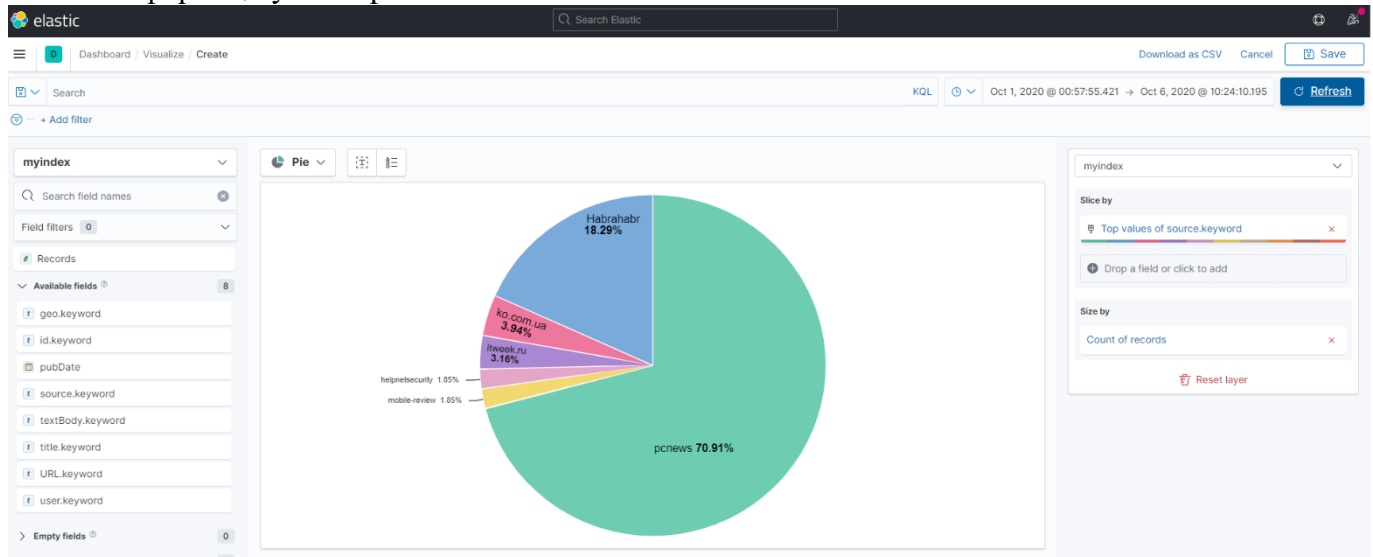 elastic
Search Elastic
D Dashboard / Visualize / Create
Download as CSV Cancel Save
Search
KQL
Oct 1, 2020 @ 00:57:55.421 → Oct 6, 2020 @ 10:24:10.195
Refresh
+ Add filter
myindex
Search field names
Field filters 0
# Records
Available fields 8
t geo.keyword
t id.keyword
pubDate
t source.keyword
t textBody.keyword
t title.keyword
t URL.keyword
t user.keyword
Empty fields 0
Pie
Habrahabr
18.29%
ko.com.ua
3.94%
itweek.ru
3.16%
helpnetsecurity 1.85%
mobile-review 1.85%
pcnews 70.91%
myindex
Slice by
Top values of source.keyword
Drop a field or click to add
Size by
Count of records
Reset layer